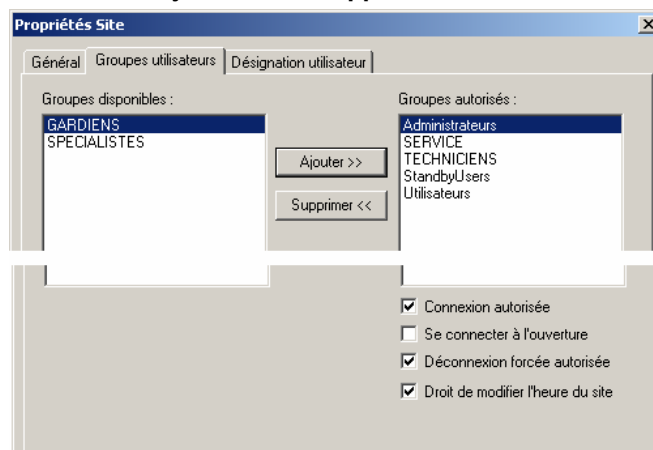 Propriétés Site
Général
Groupes utilisateurs
Désignation utilisateur
Groupes disponibles :
GARDIENS
SPECIALISTES
Ajouter >>
Supprimer <<
Groupes autorisés :
Administrateurs
SERVICE
TECHNICIENS
StandbyUsers
Utilisateurs
Connexion autorisée
Se connecter à l'ouverture
Déconnexion forcée autorisée
Droit de modifier l'heure du site